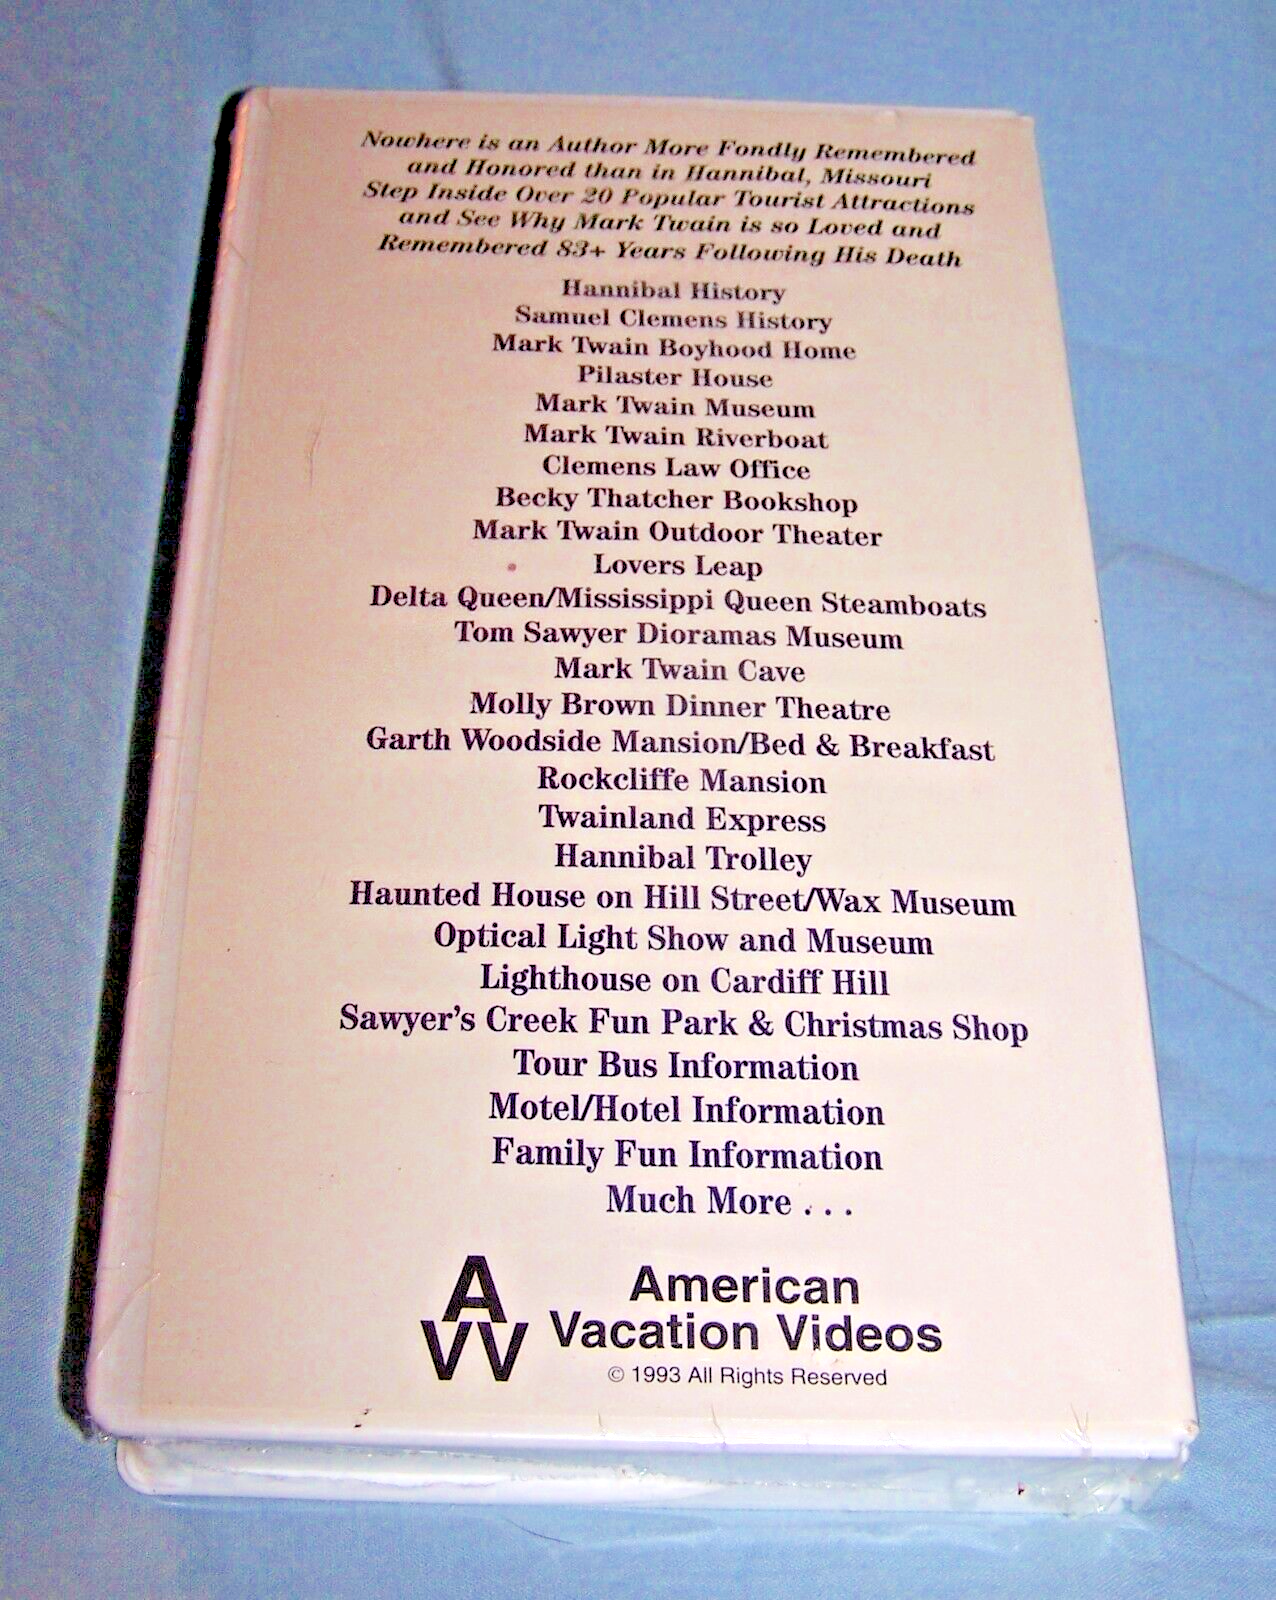 Nowhere is an Author More Fondly Remembered
and Honored than in Hannibal, Missouri
Step Inside Over 20 Popular Tourist Attractions
and See Why Mark Twain is so Loved and
Remembered 83+ Years Following His Death
Hannibal History
Samuel Clemens History
Mark Twain Boyhood Home
Pilaster House
Mark Twain Museum
Mark Twain Riverboat
Clemens Law Office
Becky Thatcher Bookshop
Mark Twain Outdoor Theater
Lovers Leap
Delta Queen/Mississippi Queen Steamboats
Tom Sawyer Dioramas Museum
Mark Twain Cave
Molly Brown Dinner Theatre
Garth Woodside Mansion/Bed & Breakfast
Rockcliffe Mansion
Twainland Express
Hannibal Trolley
Haunted House on Hill Street/Wax Museum
Optical Light Show and Museum
Lighthouse on Cardiff Hill
Sawyer's Creek Fun Park & Christmas Shop
Tour Bus Information
Motel/Hotel Information
Family Fun Information
Much More . . .
A
VV
American
Vacation Videos
© 1993 All Rights Reserved